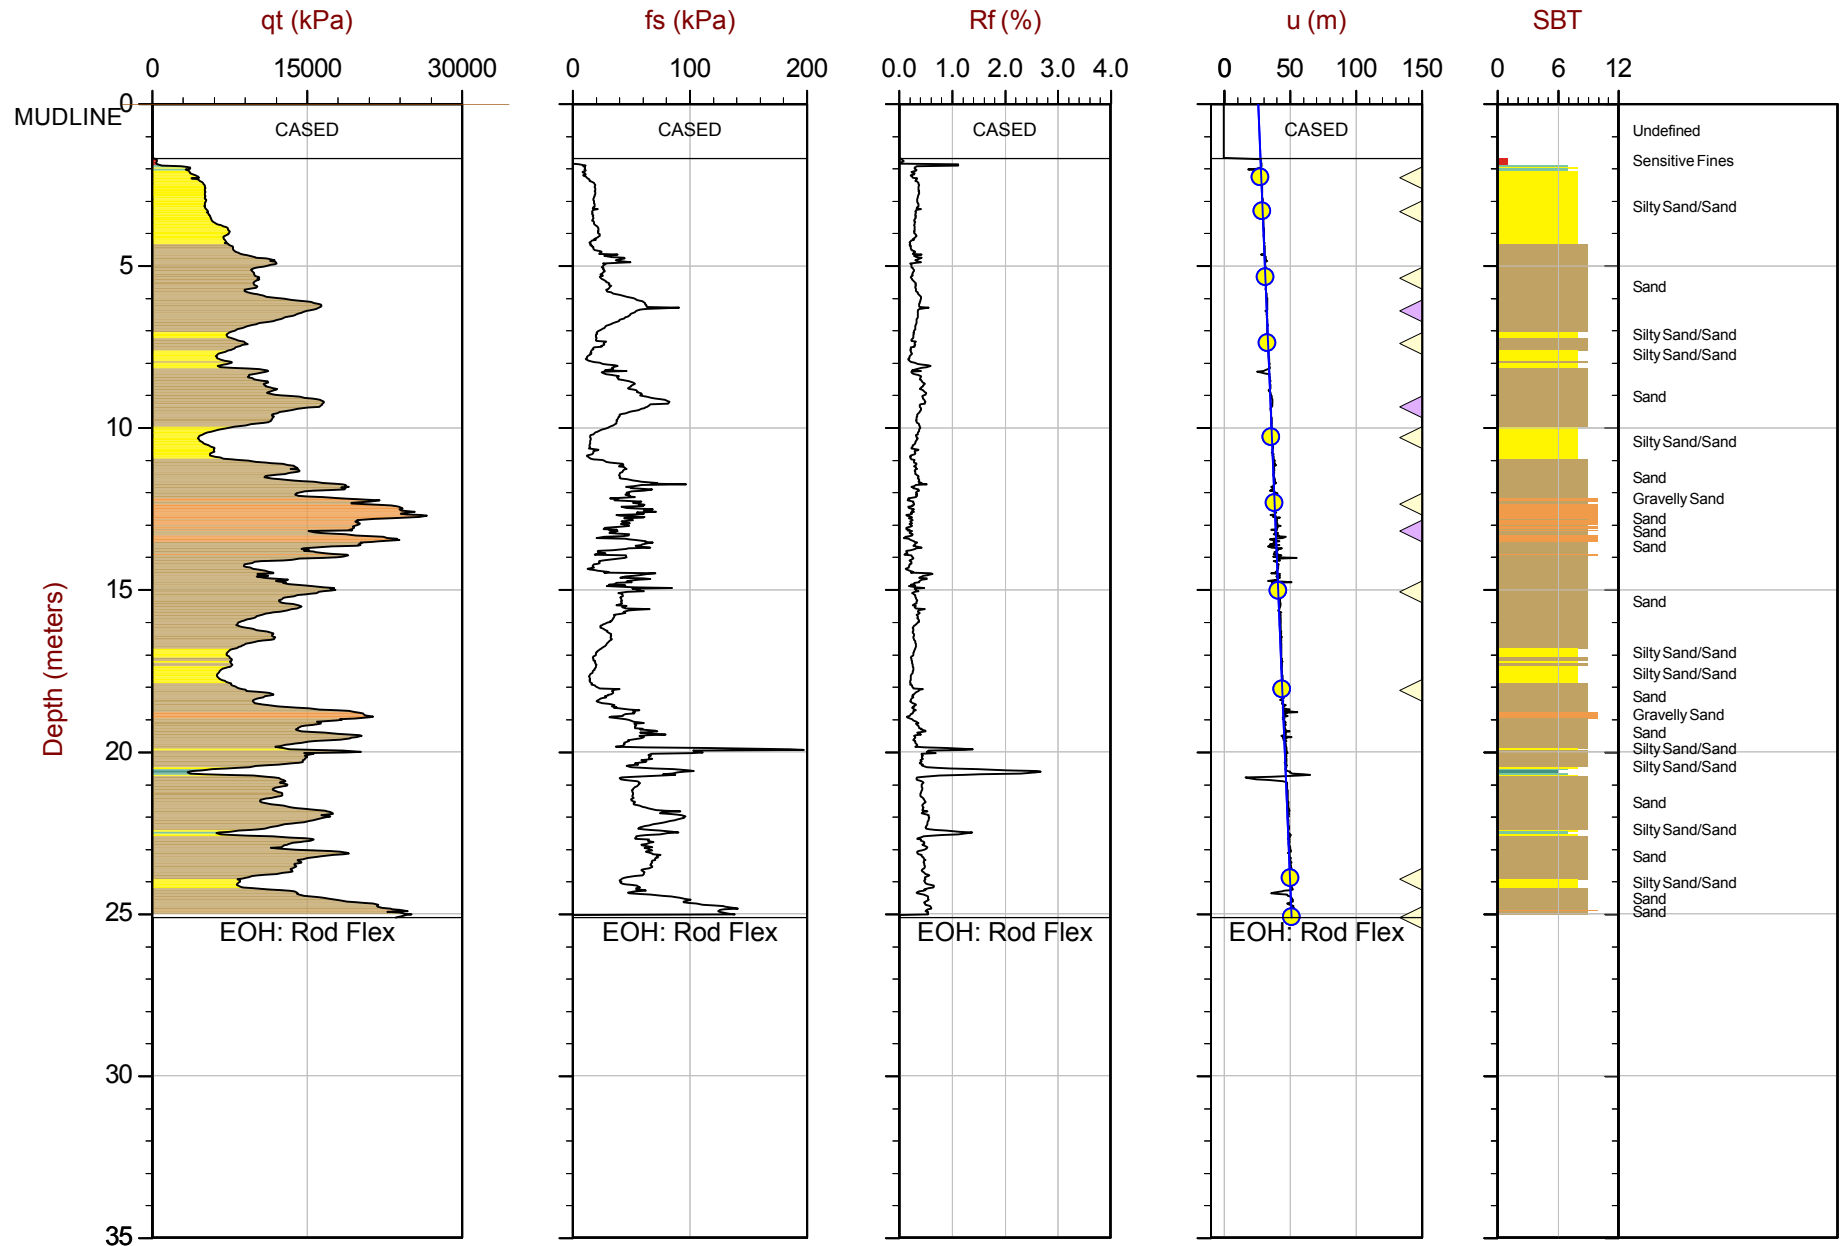 qt (kPa) fs (kPa) Rf (%) u (m) SBT
0 15000 30000 0 100 200 0.0 1.0 2.0 3.0 4.0 0 50 100 150 0 6 12
MUDLINE 0
CASED CASED CASED CASED
Undefined
Sensitive Fines
Silty Sand/Sand
5
Sand
Silty Sand/Sand
Silty Sand/Sand
Sand
10
Silty Sand/Sand
Sand
Gravelly Sand
Sand
Sand
Sand
15
Sand
Depth (meters)
Silty Sand/Sand
Silty Sand/Sand
Sand
Gravelly Sand
Sand
20
Silty Sand/Sand
Silty Sand/Sand
Sand
Silty Sand/Sand
Sand
Silty Sand/Sand
Sand
25
Sand
EOH: Rod Flex EOH: Rod Flex EOH: Rod Flex EOH: Rod Flex
30
35